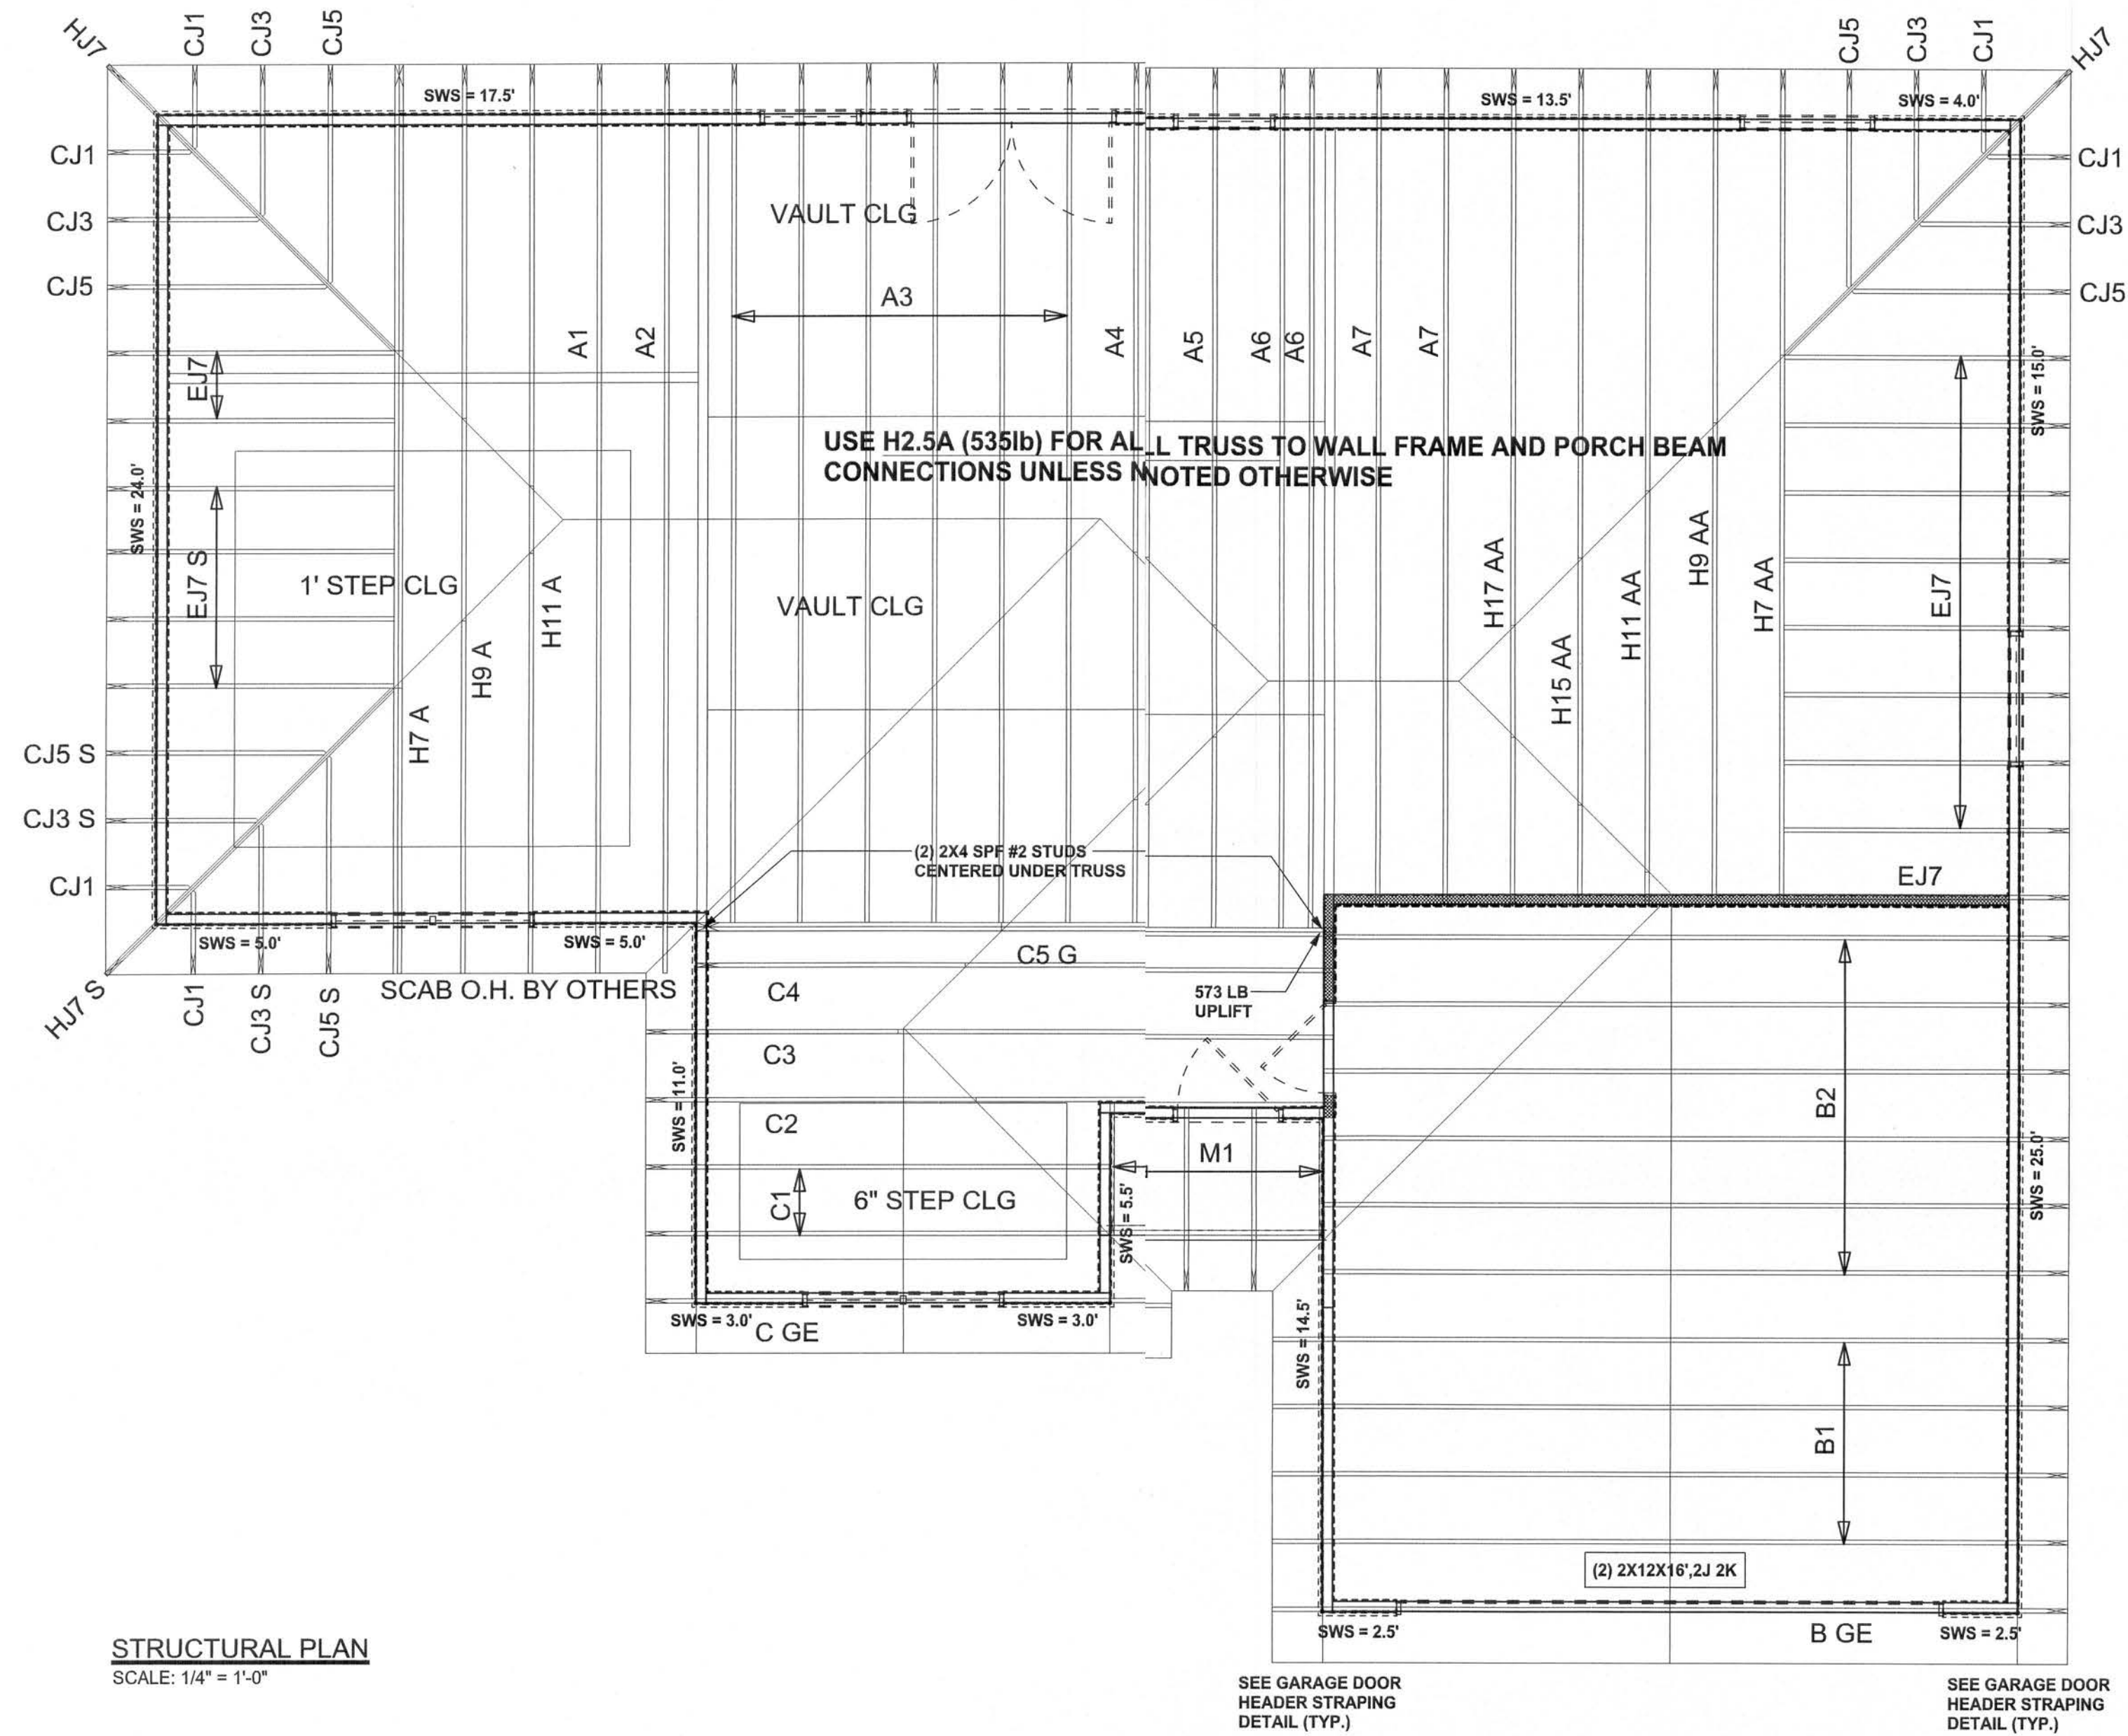 HJ7
CJ1
CJ3
CJ5
CJ5
CJ3
CJ1
HJ7
SWS = 17.5'
SWS = 13.5'
SWS = 4.0'
CJ1
CJ3
CJ5
CJ1
CJ3
CJ5
VAULT CLG
A3
A1
A2
A4
A5
A6
A6
A7
A7
EJ7
SWS = 15.0'
USE H2.5A (535lb) FOR AL L TRUSS TO WALL FRAME AND PORCH BEAM
CONNECTIONS UNLESS N NOTED OTHERWISE
SWS = 24.0'
EJ7 S
1' STEP CLG
VAULT CLG
H11 A
H9 A
H7 A
H17 AA
H15 AA
H11 AA
H9 AA
H7 AA
EJ7
CJ5 S
CJ3 S
CJ1
(2) 2X4 SPF #2 STUDS
CENTERED UNDER TRUSS
EJ7
SWS = 5.0'
SWS = 5.0'
HJ7 S
CJ1
CJ3 S
CJ5 S
SCAB O.H. BY OTHERS
C5 G
C4
573 LB
UPLIFT
C3
SWS = 11.0'
C2
B2
M1
C1
6" STEP CLG
SWS = 5.5'
SWS = 25.0'
SWS = 3.0'
C GE
SWS = 3.0'
SWS = 14.5'
B1
(2) 2X12X16',2J 2K
SWS = 2.5'
B GE
SWS = 2.5'
STRUCTURAL PLAN
SCALE: 1/4" = 1'-0"
SEE GARAGE DOOR
HEADER STRAPING
DETAIL (TYP.)
SEE GARAGE DOOR
HEADER STRAPING
DETAIL (TYP.)